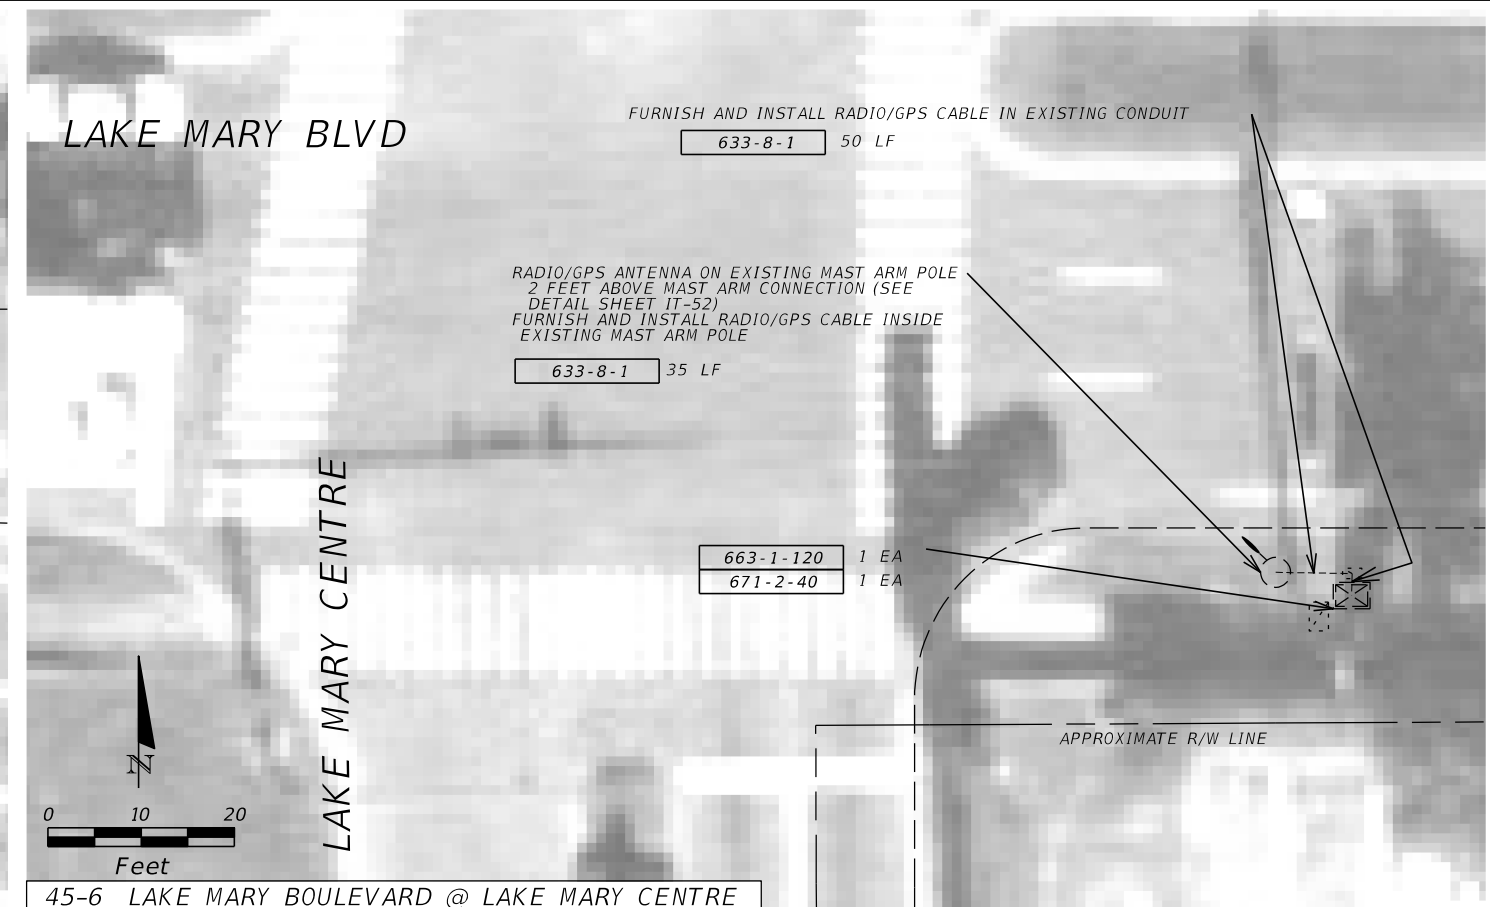 FURNISH AND INSTALL RADIO/GPS CABLE IN EXISTING CONDUIT
633-8-1 50 LF
LAKE MARY BLVD
RADIO/GPS ANTENNA ON EXISTING MAST ARM POLE
2 FEET ABOVE MAST ARM CONNECTION (SEE
DETAIL SHEET IT-52)
FURNISH AND INSTALL RADIO/GPS CABLE INSIDE
EXISTING MAST ARM POLE
633-8-1 35 LF
LAKE MARY CENTRE
663-1-120 1 EA
671-2-40 1 EA
APPROXIMATE R/W LINE
N
0 10 20
Feet
45-6 LAKE MARY BOULEVARD @ LAKE MARY CENTRE